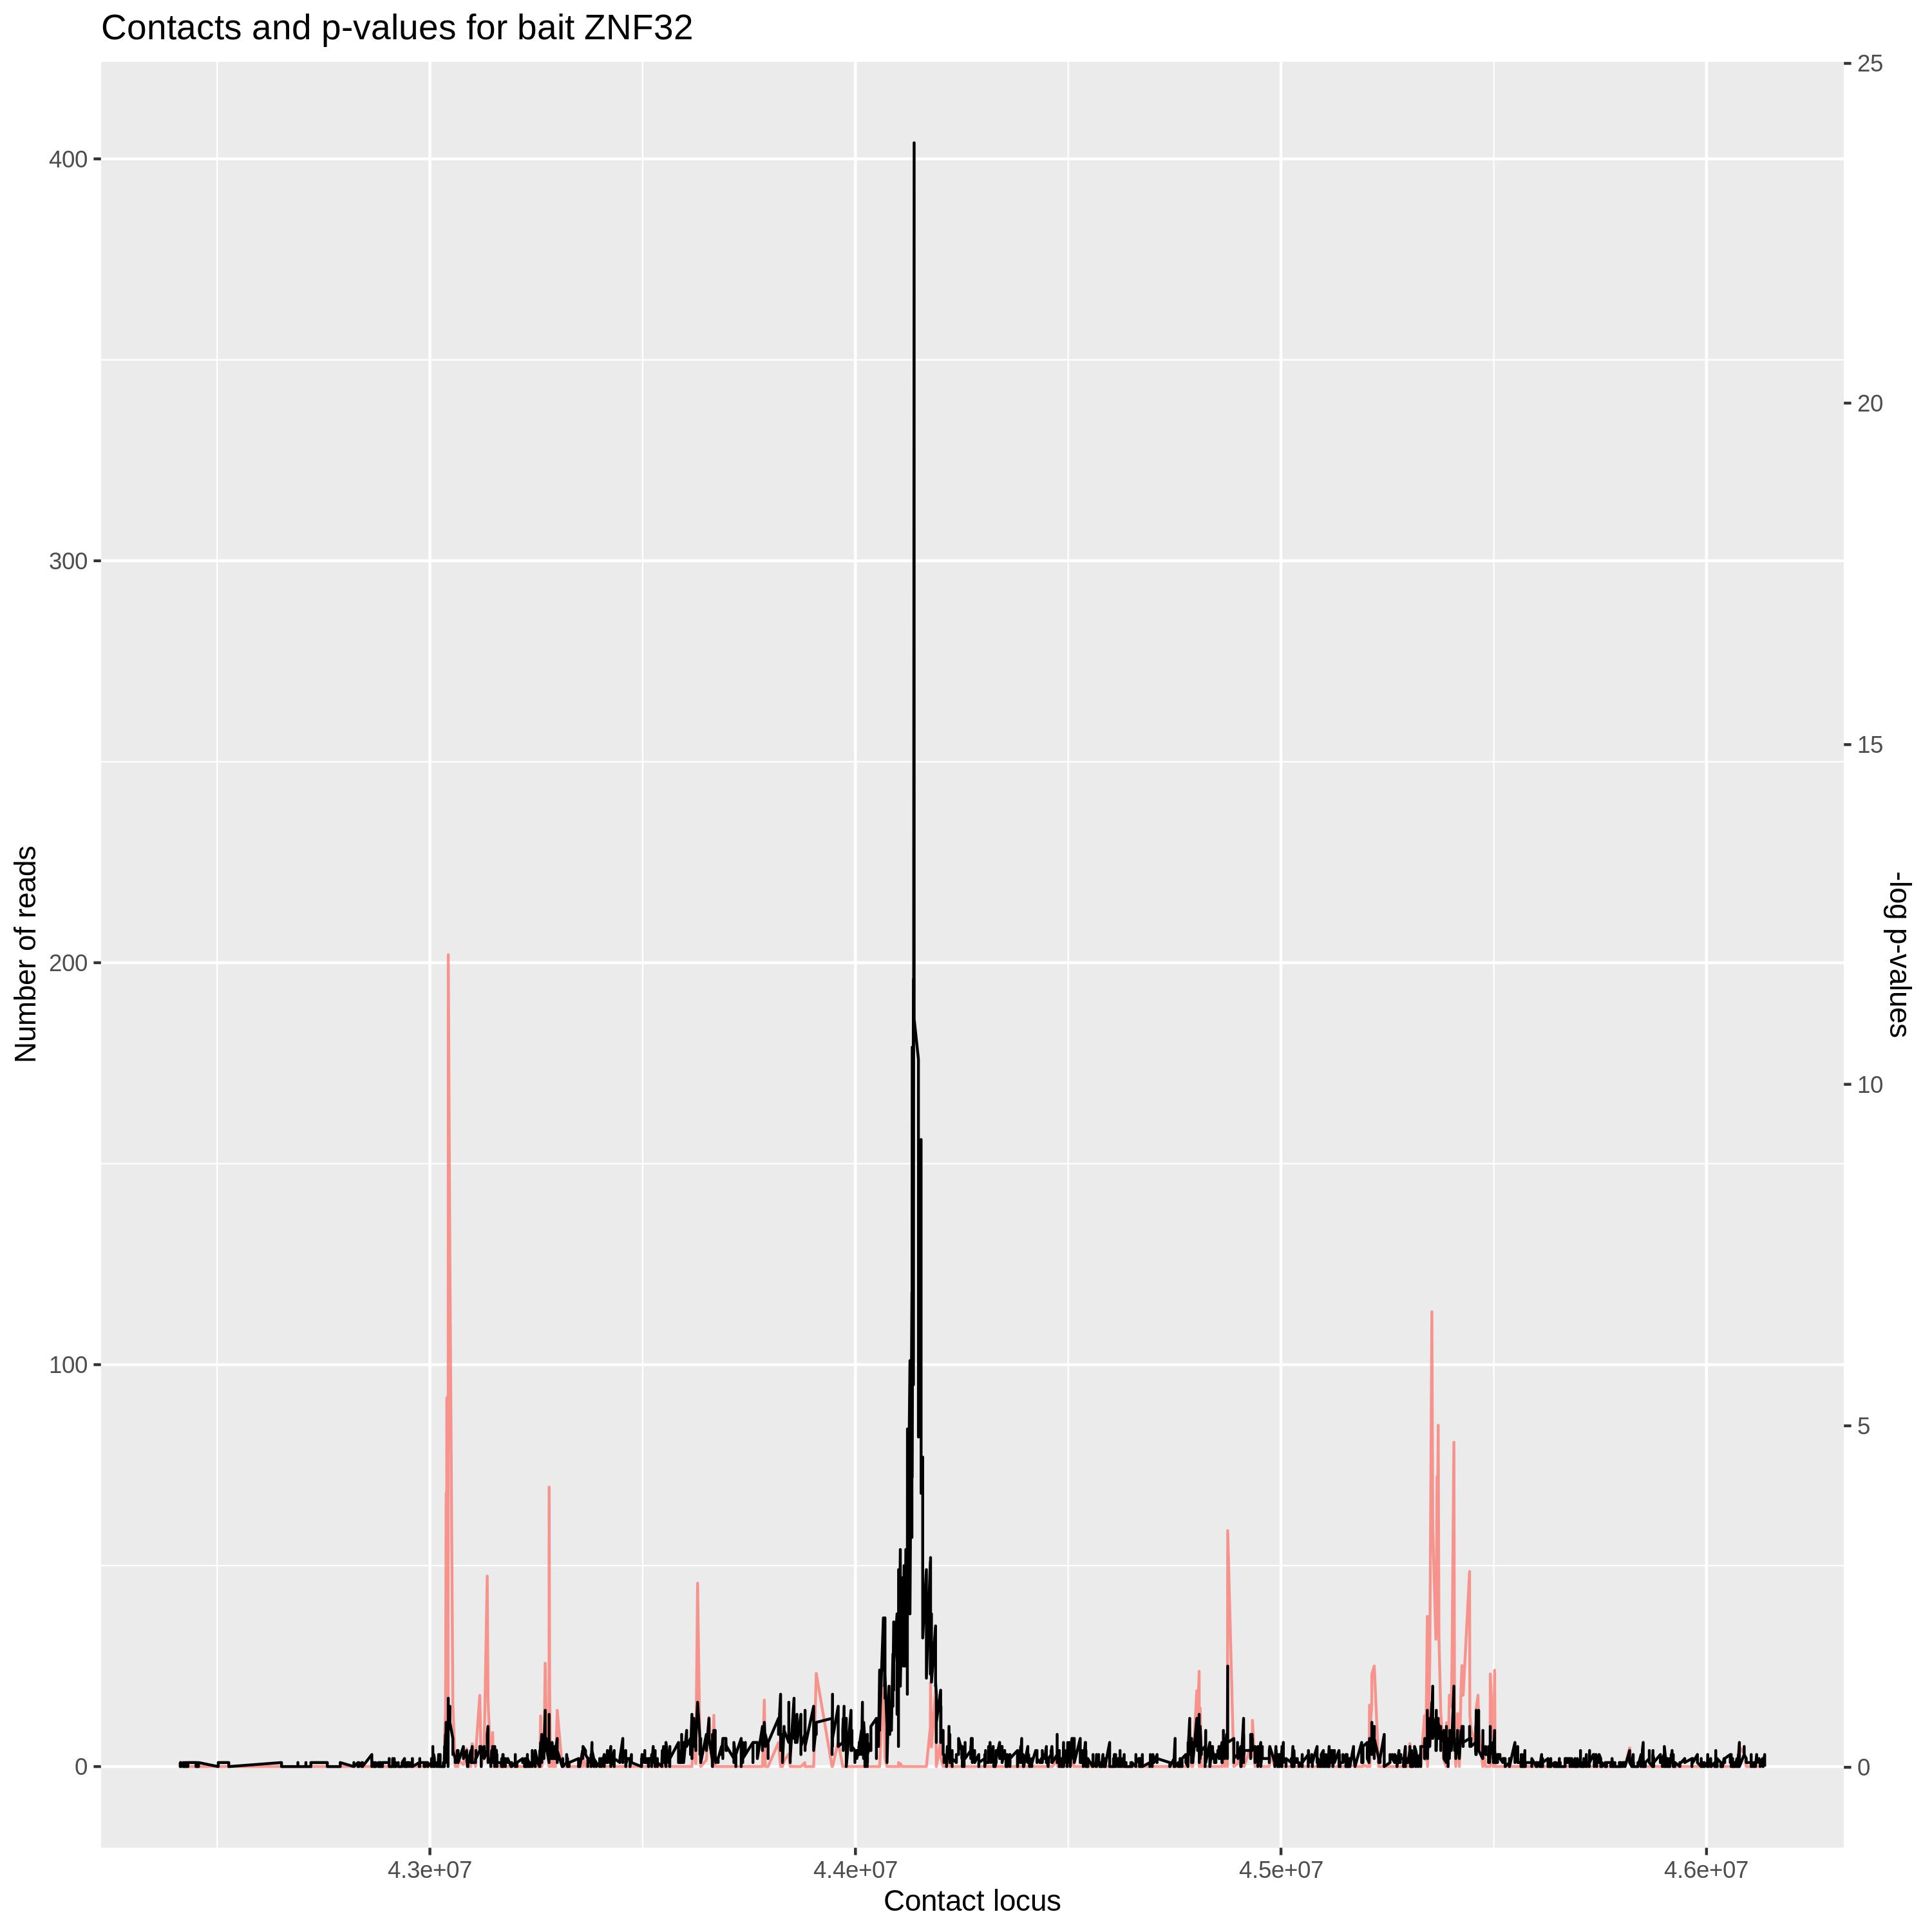 Contacts and p-values for bait ZNF32
25
400
20
300
15
Number of reads
-log p-values
200
10
100
5
0
0
4.3e+07
4.4e+07
4.5e+07
4.6e+07
Contact locus